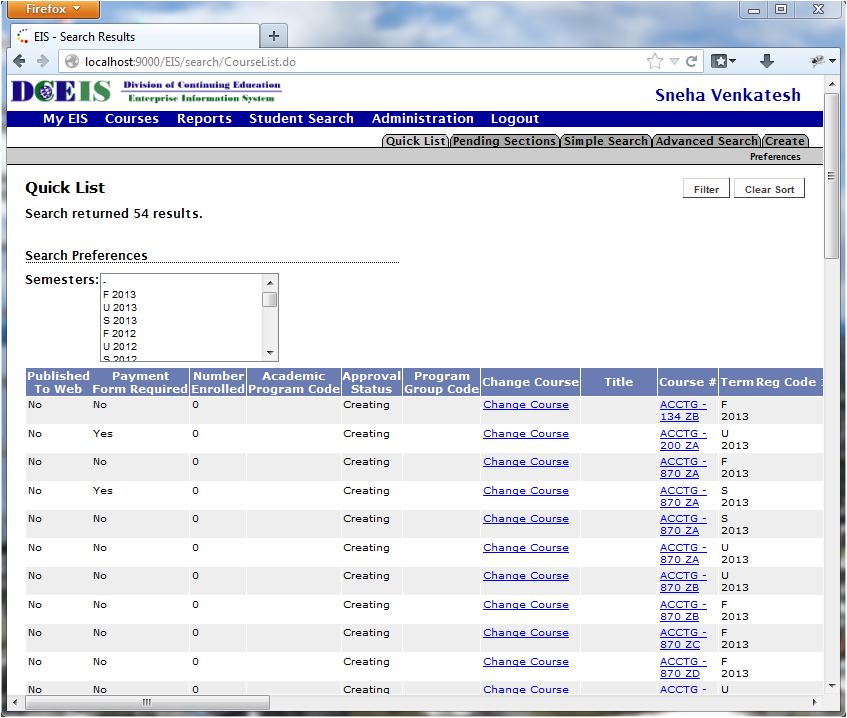 Firefox
EIS - Search Results
localhost:9000/EIS/search/CourseList.do
DCEIS Division of Continuing Education
Enterprise Information System
Sneha Venkatesh
My EIS Courses Reports Student Search Administration Logout
Quick List Pending Sections Simple Search Advanced Search Create
Preferences
Quick List
Filter Clear Sort
Search returned 54 results.
Search Preferences
Semesters: -
F 2013
U 2013
S 2013
F 2012
U 2012
S 2012
Published Payment Number Academic Approval Program
To Web Form Required Enrolled Program Code Status Group Code Change Course Title Course # Term Reg Code
No No 0 Creating Change Course ACCTG - F
134 ZB 2013
No Yes 0 Creating Change Course ACCTG - U
200 ZA 2013
No No 0 Creating Change Course ACCTG - F
870 ZA 2013
No Yes 0 Creating Change Course ACCTG - S
870 ZA 2013
No No 0 Creating Change Course ACCTG - S
870 ZA 2013
No No 0 Creating Change Course ACCTG - U
870 ZA 2013
No No 0 Creating Change Course ACCTG - U
870 ZB 2013
No No 0 Creating Change Course ACCTG - F
870 ZB 2013
No No 0 Creating Change Course ACCTG - F
870 ZC 2013
No No 0 Creating Change Course ACCTG - F
870 ZD 2013
No No 0 Creating Change Course ACCTG - U